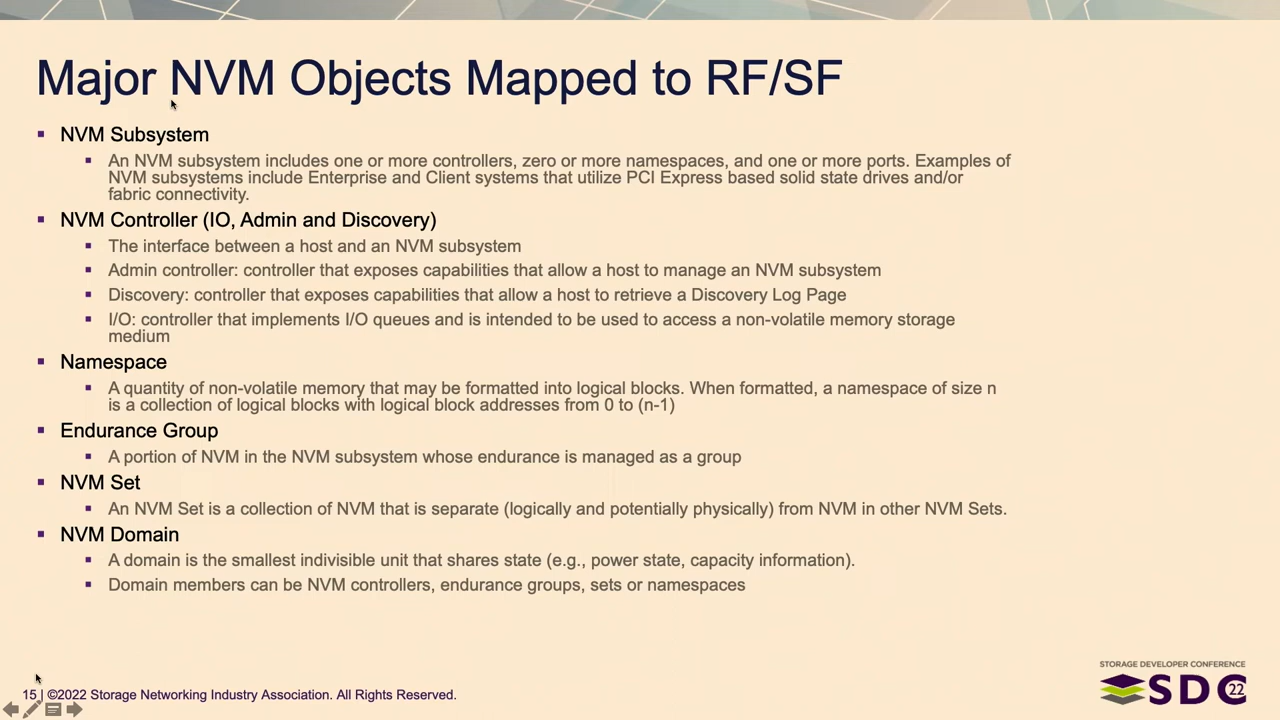 Major NVM Objects Mapped to RF/SF
▪ NVM Subsystem
▪ An NVM subsystem includes one or more controllers, zero or more namespaces, and one or more ports. Examples of
NVM subsystems include Enterprise and Client systems that utilize PCI Express based solid state drives and/or
fabric connectivity.
▪ NVM Controller (IO, Admin and Discovery)
▪ The interface between a host and an NVM subsystem
▪ Admin controller: controller that exposes capabilities that allow a host to manage an NVM subsystem
▪ Discovery: controller that exposes capabilities that allow a host to retrieve a Discovery Log Page
▪ I/O: controller that implements I/O queues and is intended to be used to access a non-volatile memory storage
medium
▪ Namespace
▪ A quantity of non-volatile memory that may be formatted into logical blocks. When formatted, a namespace of size n
is a collection of logical blocks with logical block addresses from 0 to (n-1)
▪ Endurance Group
▪ A portion of NVM in the NVM subsystem whose endurance is managed as a group
▪ NVM Set
▪ An NVM Set is a collection of NVM that is separate (logically and potentially physically) from NVM in other NVM Sets.
▪ NVM Domain
▪ A domain is the smallest indivisible unit that shares state (e.g., power state, capacity information).
▪ Domain members can be NVM controllers, endurance groups, sets or namespaces
STORAGE DEVELOPER CONFERENCE
SDC 22
15 | ©2022 Storage Networking Industry Association. All Rights Reserved.